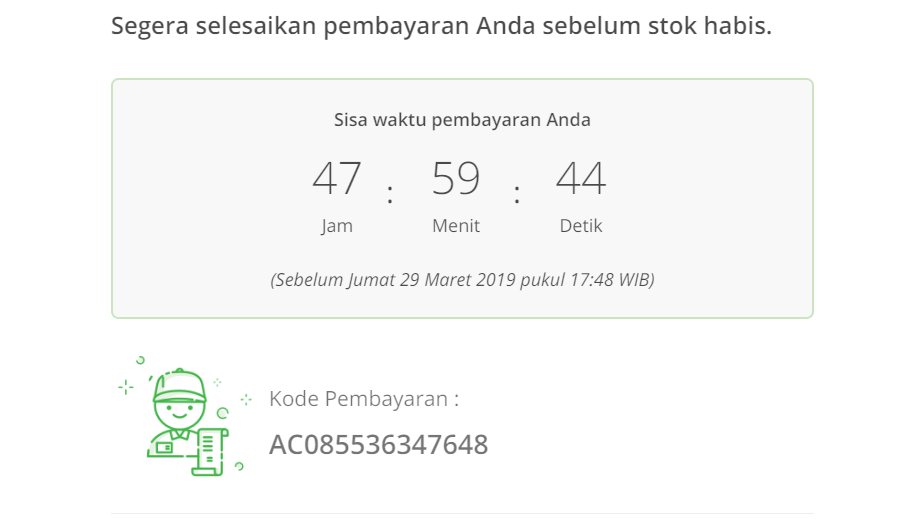 Segera selesaikan pembayaran Anda sebelum stok habis.
Sisa waktu pembayaran Anda
47 : 59 : 44
Jam Menit Detik
(Sebelum Jumat 29 Maret 2019 pukul 17:48 WIB)
Kode Pembayaran :
AC085536347648